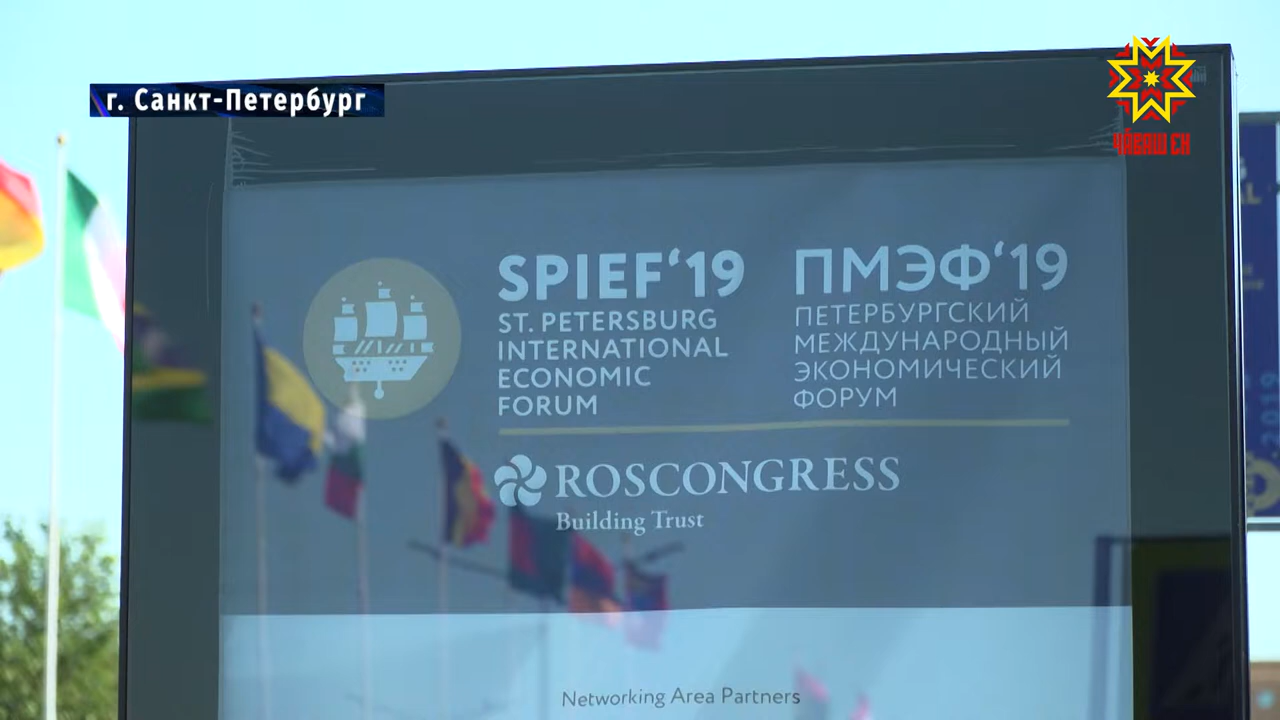 г. Санкт-Петербург
ЧӐВАШ ЕН
SPIEF‘19
ST. PETERSBURG
INTERNATIONAL
ECONOMIC
FORUM
ПМЭФ‘19
ПЕТЕРБУРГСКИЙ
МЕЖДУНАРОДНЫЙ
ЭКОНОМИЧЕСКИЙ
ФОРУМ
ROSCONGRESS
Building Trust
Networking Area Partners